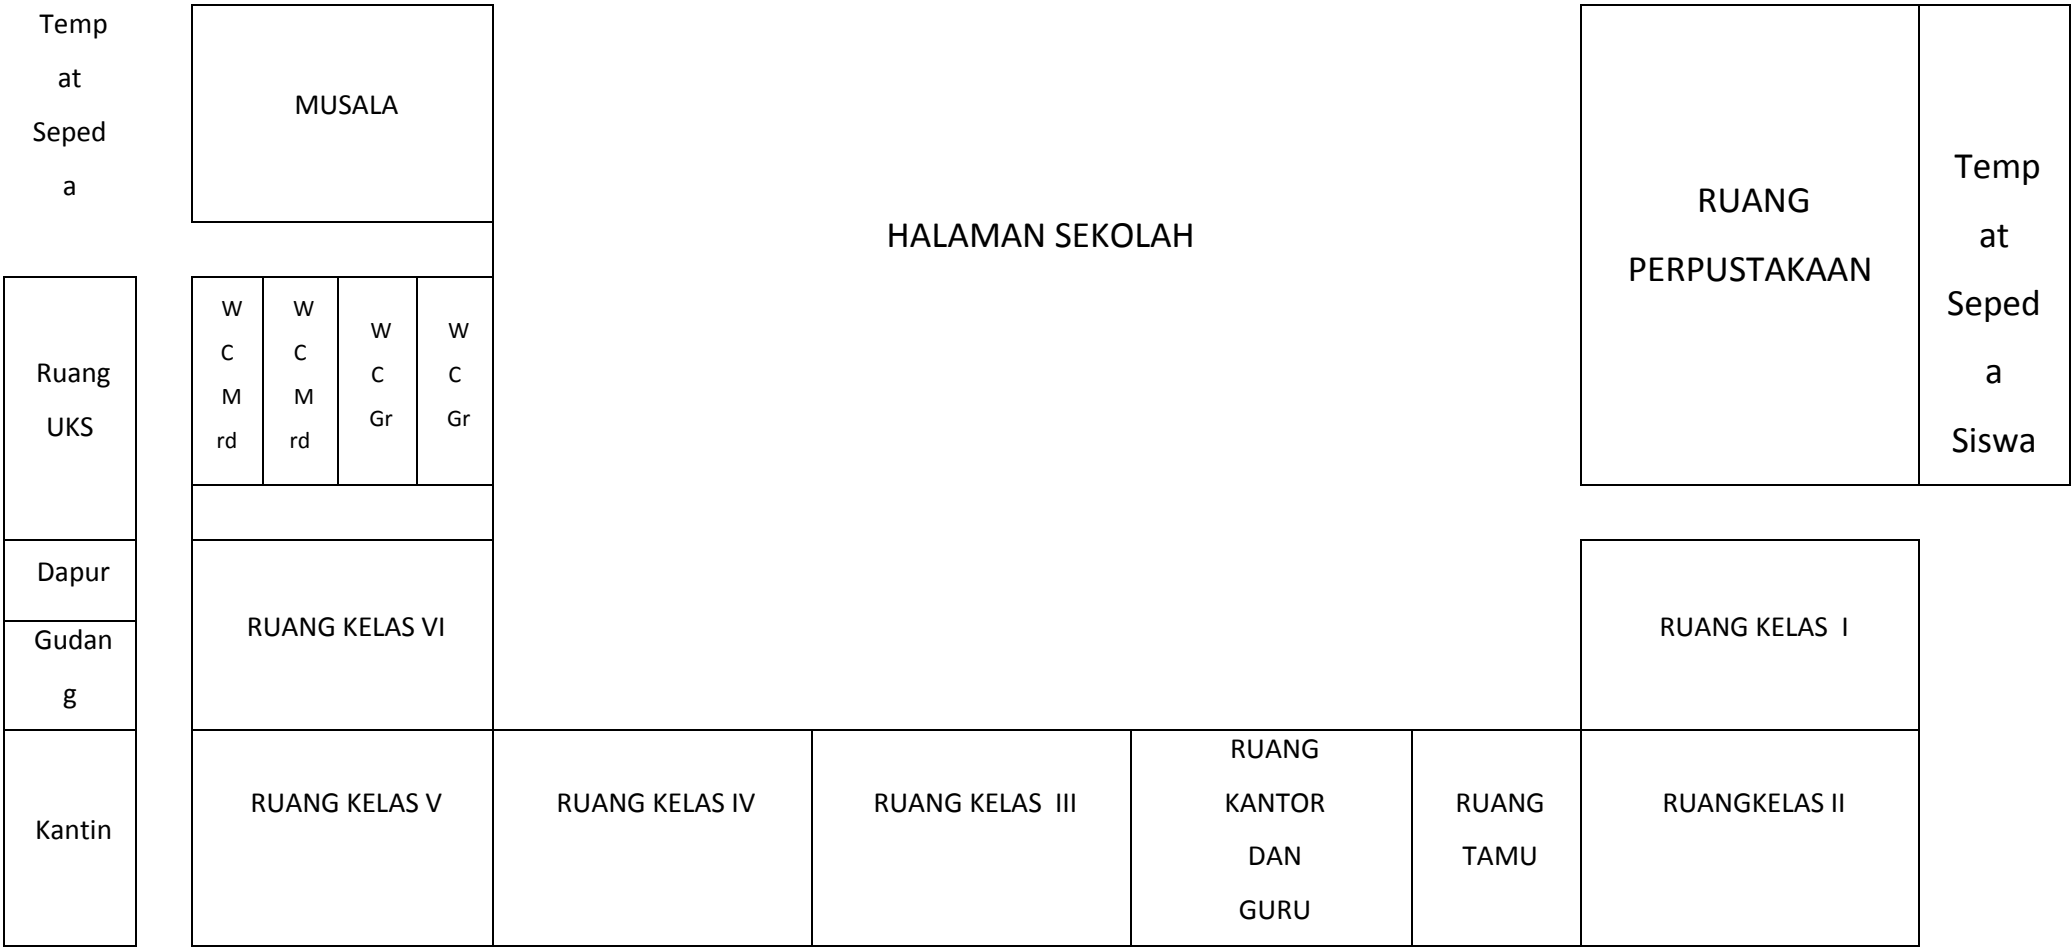 Temp
at
Seped
a
MUSALA
HALAMAN SEKOLAH
RUANG
PERPUSTAKAAN
Temp
at
Seped
a
Siswa
Ruang
UKS
W
C
M
rd
W
C
M
rd
W
C
Gr
W
C
Gr
Dapur
Gudan
g
RUANG KELAS VI
RUANG KELAS  I
Kantin
RUANG KELAS V
RUANG KELAS IV
RUANG KELAS  III
RUANG
KANTOR
DAN
GURU
RUANG
TAMU
RUANGKELAS II